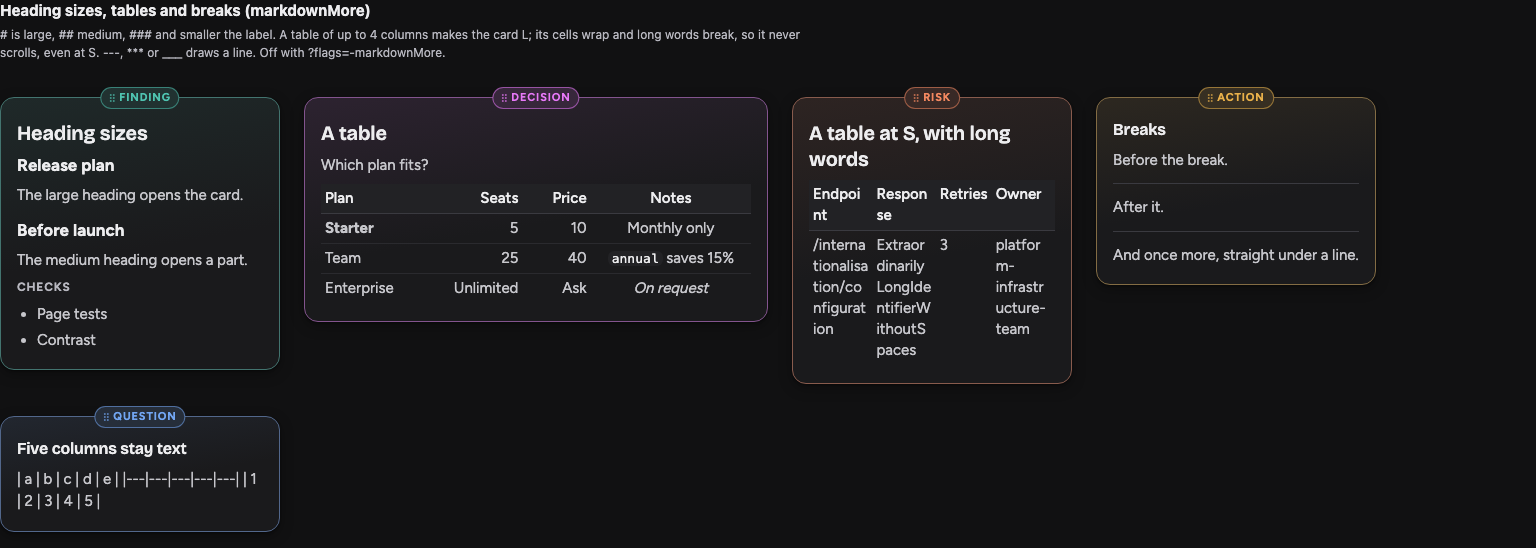 Heading sizes, tables and breaks (markdownMore)
# is large, ## medium, ### and smaller the label. A table of up to 4 columns makes the card L; its cells wrap and long words break, so it never
scrolls, even at S. ---, *** or ___ draws a line. Off with ?flags=-markdownMore.
FINDING
Heading sizes
Release plan
The large heading opens the card.
Before launch
The medium heading opens a part.
CHECKS
• Page tests
• Contrast
DECISION
A table
Which plan fits?
Plan Seats Price Notes
Starter 5 10 Monthly only
Team 25 40 annual saves 15%
Enterprise Unlimited Ask On request
RISK
A table at S, with long
words
Endpoi Respon Retries Owner
nt se
/interna Extraor 3 platfor
tionalisa dinarily m-
tion/co LongIde infrastr
nfigurat ntifierW ucture-
ion ithoutS team
paces
ACTION
Breaks
Before the break.
After it.
And once more, straight under a line.
QUESTION
Five columns stay text
| a | b | c | d | e | |---|---|---|---|---| | 1
| 2 | 3 | 4 | 5 |